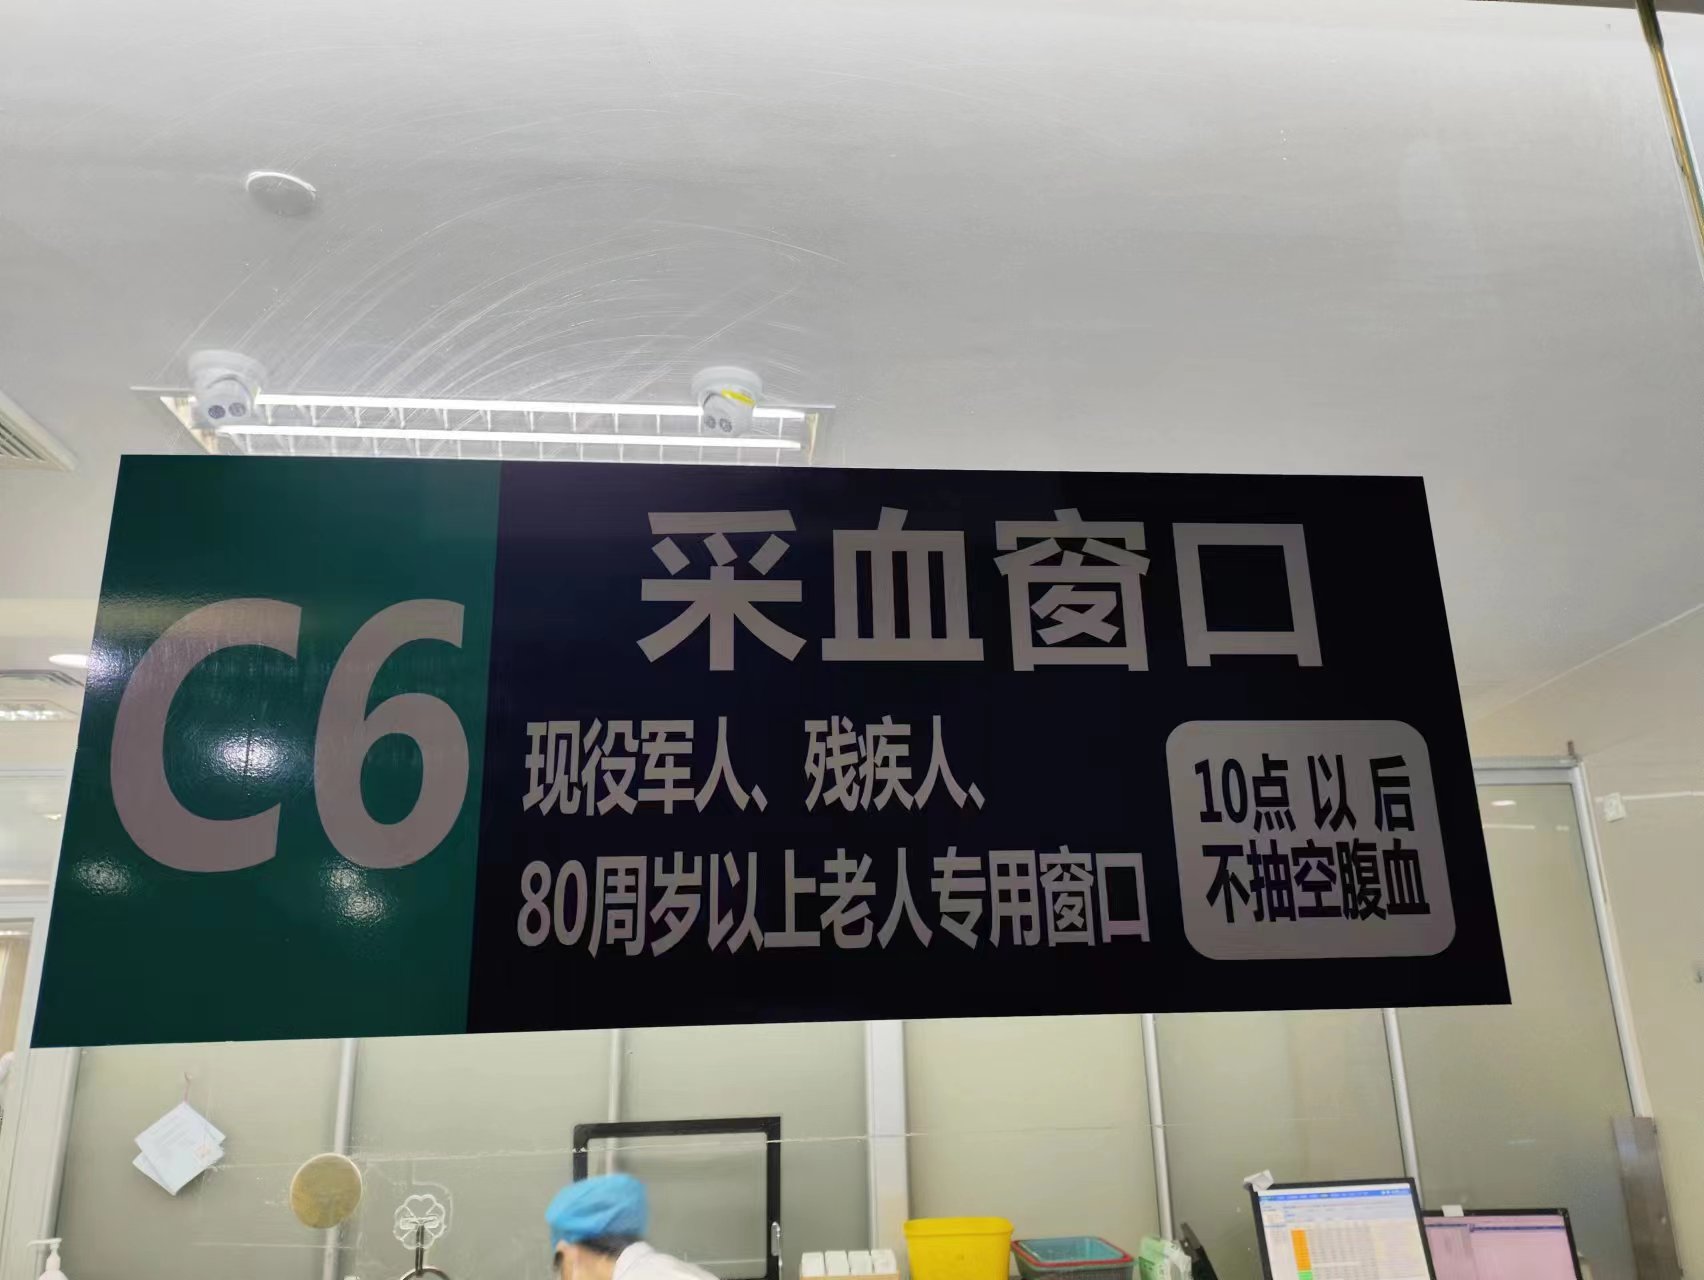 C6
采血窗口
现役军人、残疾人、
80周岁以上老人专用窗口
10点以后
不抽空腹血